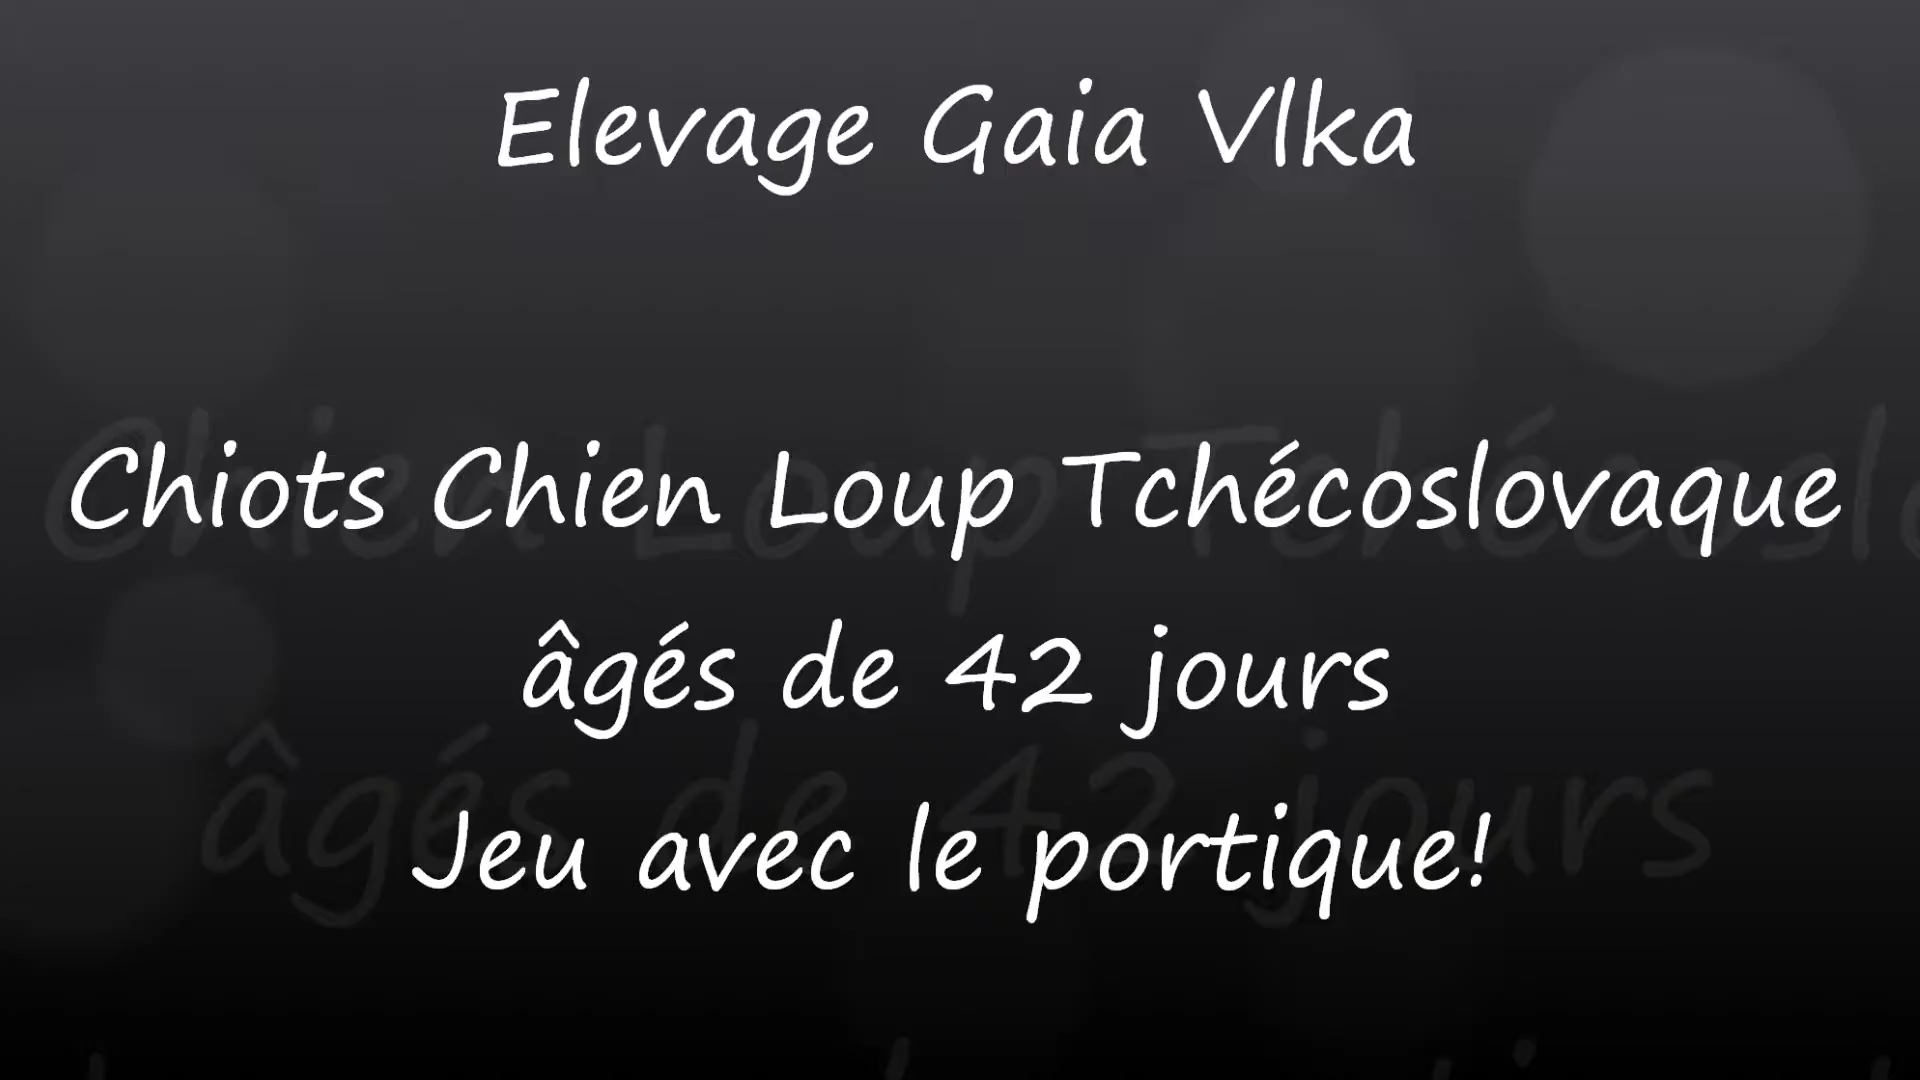 Elevage Gaia Vlka
Chiots Chien Loup Tchécoslovaque
âgés de 42 jours
Jeu avec le portique!